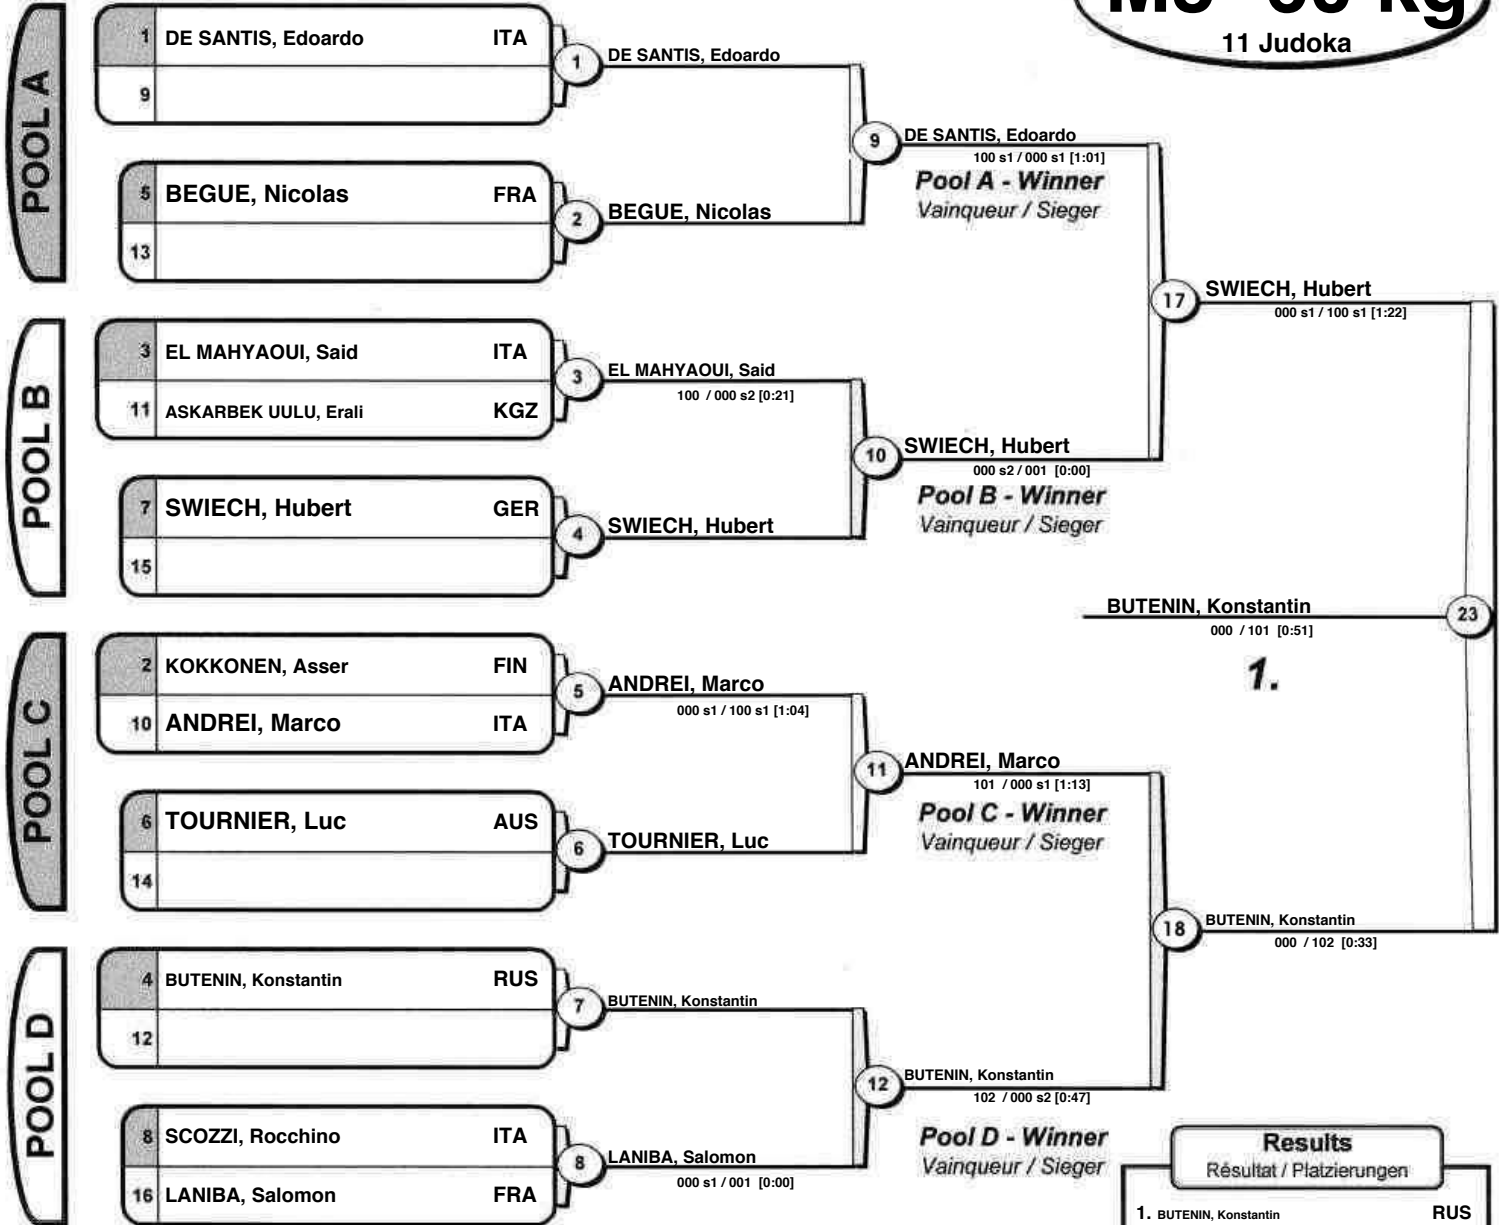 11 Judoka
POOL A
1 DE SANTIS, Edoardo ITA
9
1 DE SANTIS, Edoardo
5 BEGUE, Nicolas FRA
13
2 BEGUE, Nicolas
9 DE SANTIS, Edoardo
100 s1 / 000 s1 [1:01]
Pool A - Winner
Vainqueur / Sieger
POOL B
3 EL MAHYAOUI, Said ITA
11 ASKARBEK UULU, Erali KGZ
3 EL MAHYAOUI, Said
100 / 000 s2 [0:21]
7 SWIECH, Hubert GER
15
4 SWIECH, Hubert
10 SWIECH, Hubert
000 s2 / 001 [0:00]
Pool B - Winner
Vainqueur / Sieger
17 SWIECH, Hubert
000 s1 / 100 s1 [1:22]
BUTENIN, Konstantin 23
000 / 101 [0:51]
1.
POOL C
2 KOKKONEN, Asser FIN
10 ANDREI, Marco ITA
5 ANDREI, Marco
000 s1 / 100 s1 [1:04]
6 TOURNIER, Luc AUS
14
6 TOURNIER, Luc
11 ANDREI, Marco
101 / 000 s1 [1:13]
Pool C - Winner
Vainqueur / Sieger
18 BUTENIN, Konstantin
000 / 102 [0:33]
POOL D
4 BUTENIN, Konstantin RUS
12
7 BUTENIN, Konstantin
8 SCOZZI, Rocchino ITA
16 LANIBA, Salomon FRA
8 LANIBA, Salomon
000 s1 / 001 [0:00]
12 BUTENIN, Konstantin
102 / 000 s2 [0:47]
Pool D - Winner
Vainqueur / Sieger
Results
Résultat / Platzierungen
1. BUTENIN, Konstantin RUS